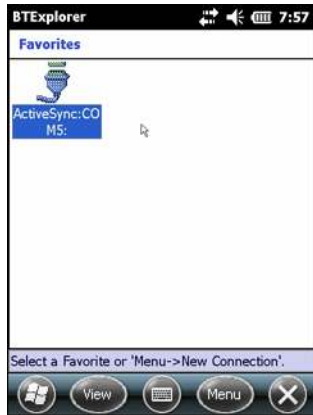 BTExplorer 7:57
Favorites
ActiveSync:CO
M5:
Select a Favorite or 'Menu->New Connection'.
View Menu